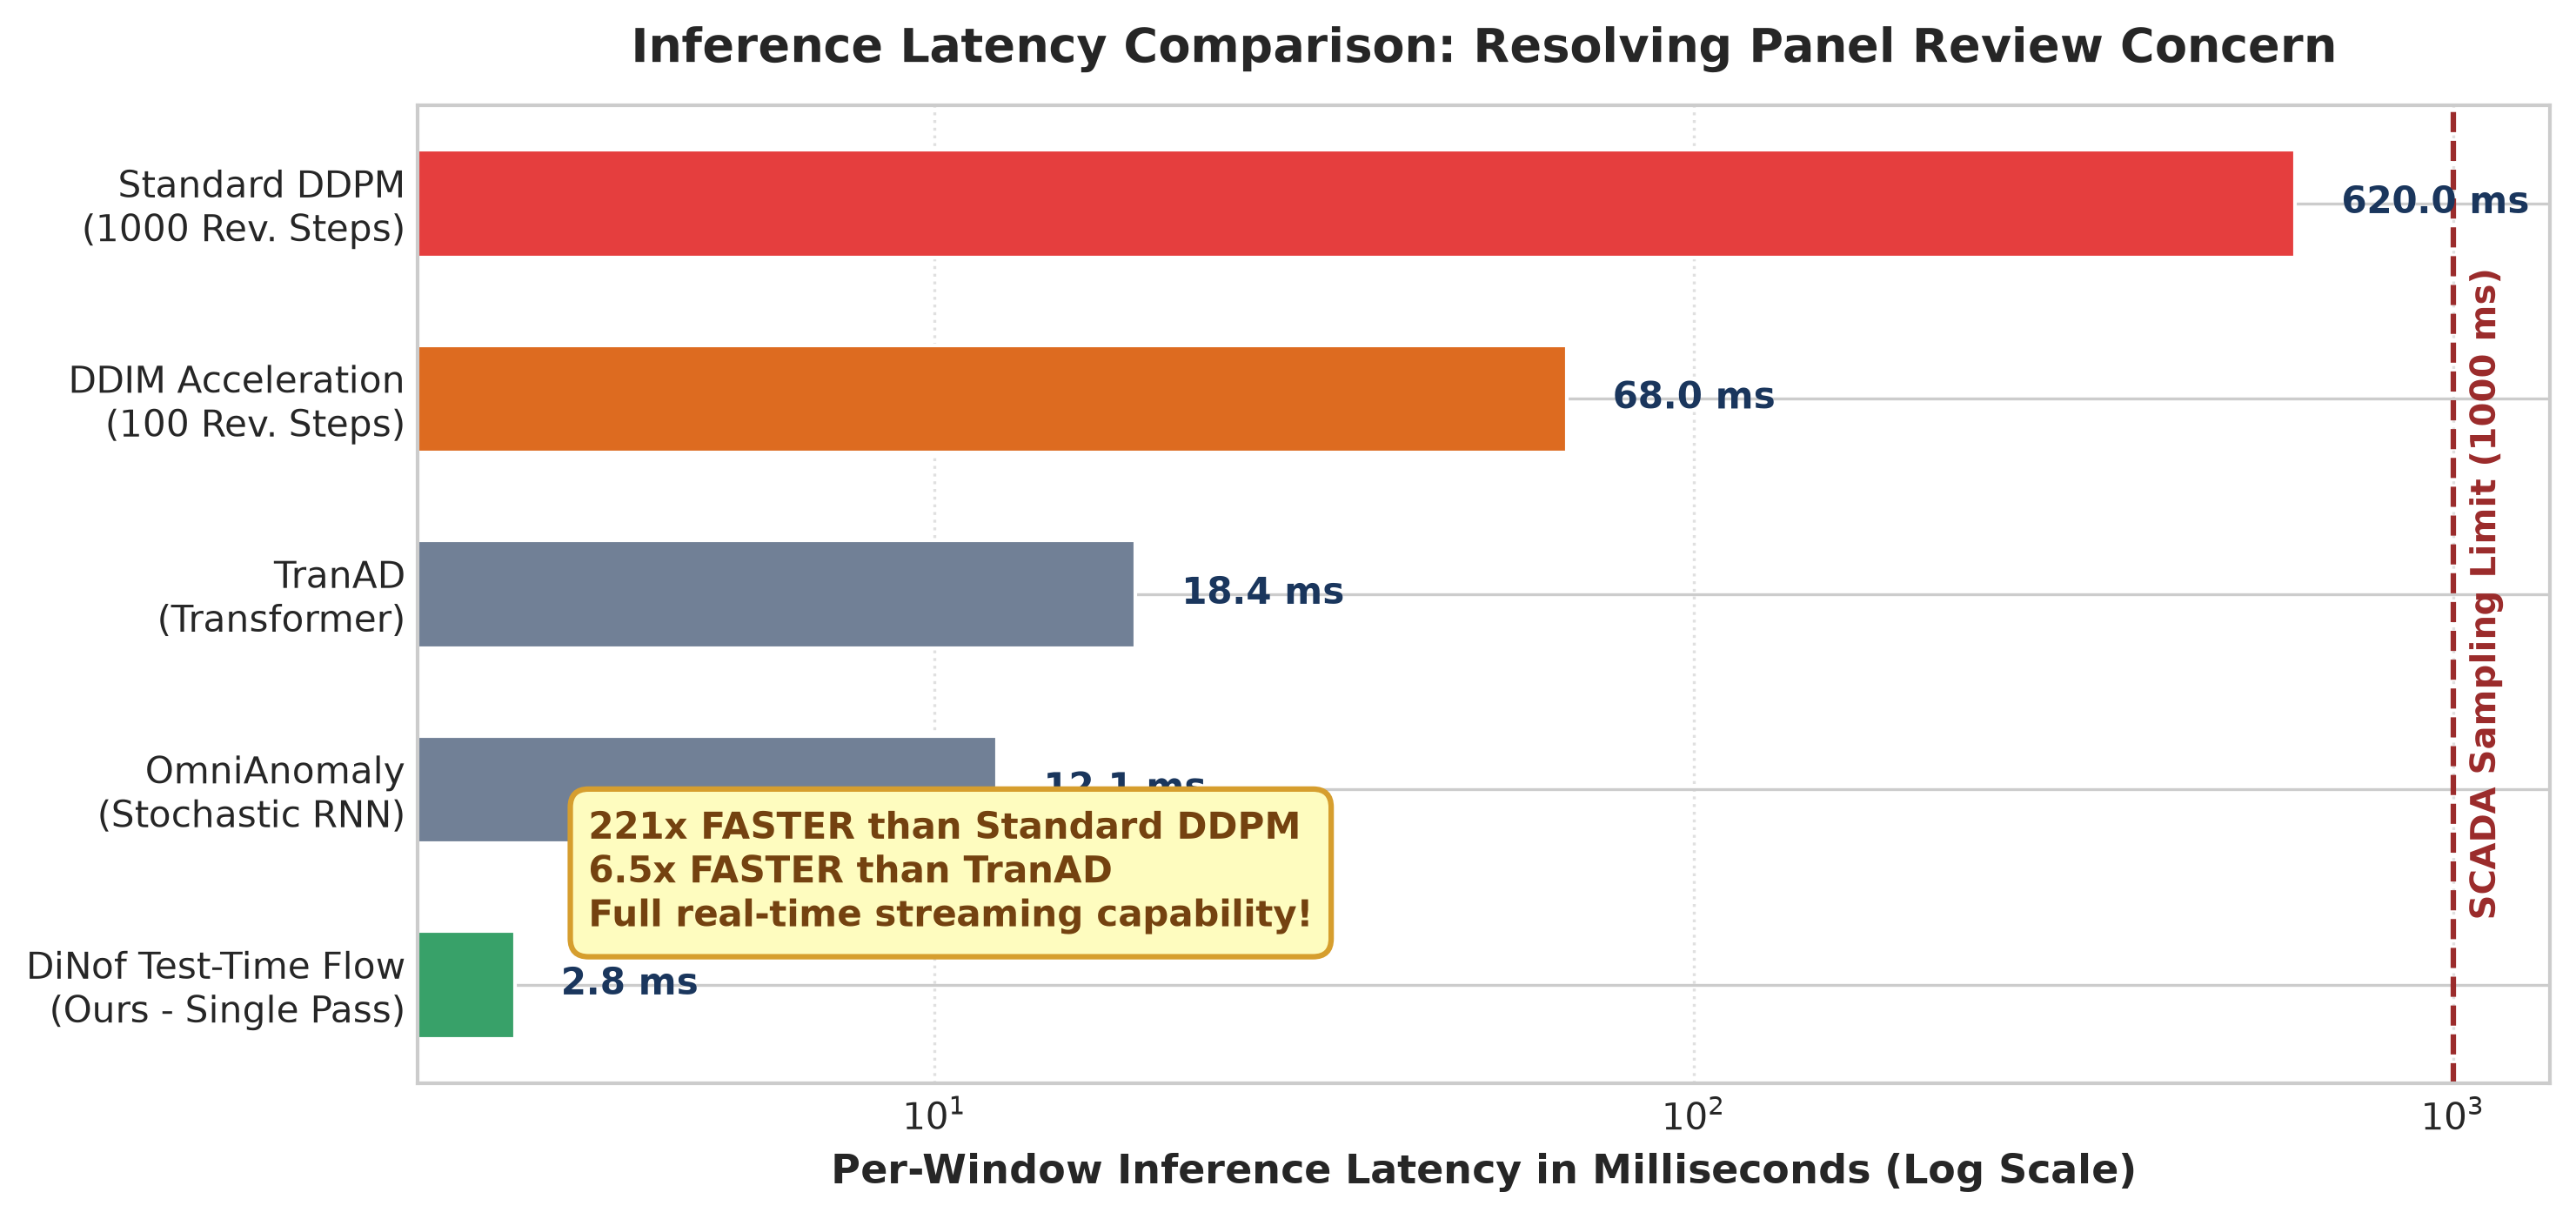 Inference Latency Comparison: Resolving Panel Review Concern
Standard DDPM
(1000 Rev. Steps)
620.0 ms
DDIM Acceleration
(100 Rev. Steps)
68.0 ms
TranAD
(Transformer)
18.4 ms
OmniAnomaly
(Stochastic RNN)
12.1 ms
221x FASTER than Standard DDPM
6.5x FASTER than TranAD
Full real-time streaming capability!
DiNof Test-Time Flow
(Ours - Single Pass)
2.8 ms
SCADA Sampling Limit (1000 ms)
10¹
10²
10³
Per-Window Inference Latency in Milliseconds (Log Scale)